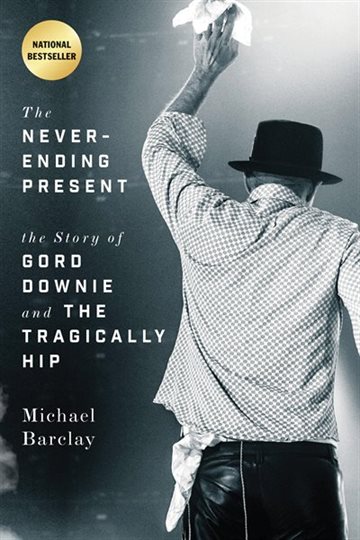 NATIONAL
BESTSELLER
The
NEVER-
ENDING
PRESENT
the Story of
GORD
DOWNIE
and THE
TRAGICALLY
HIP
Michael
Barclay